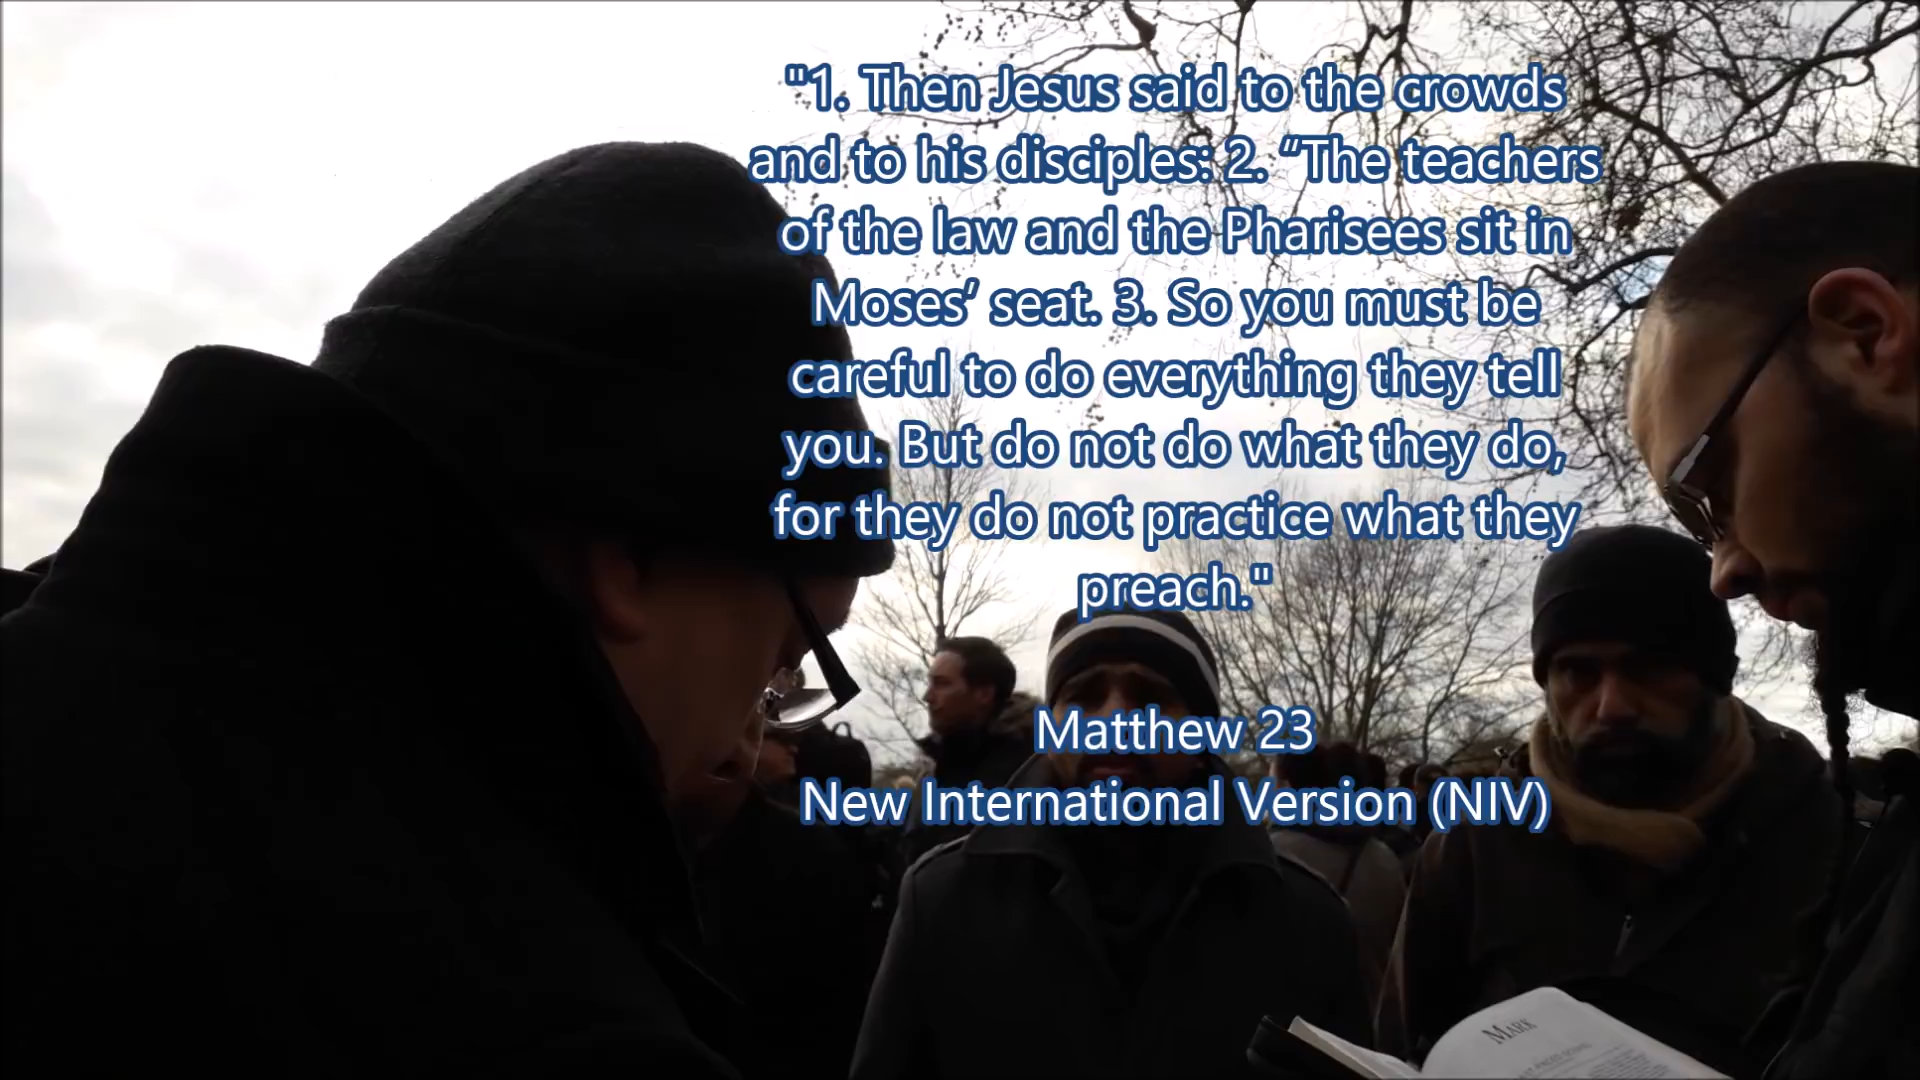 "1. Then Jesus said to the crowds
and to his disciples: 2. “The teachers
of the law and the Pharisees sit in
Moses’ seat. 3. So you must be
careful to do everything they tell
you. But do not do what they do,
for they do not practice what they
preach."
Matthew 23
New International Version (NIV)
MARK